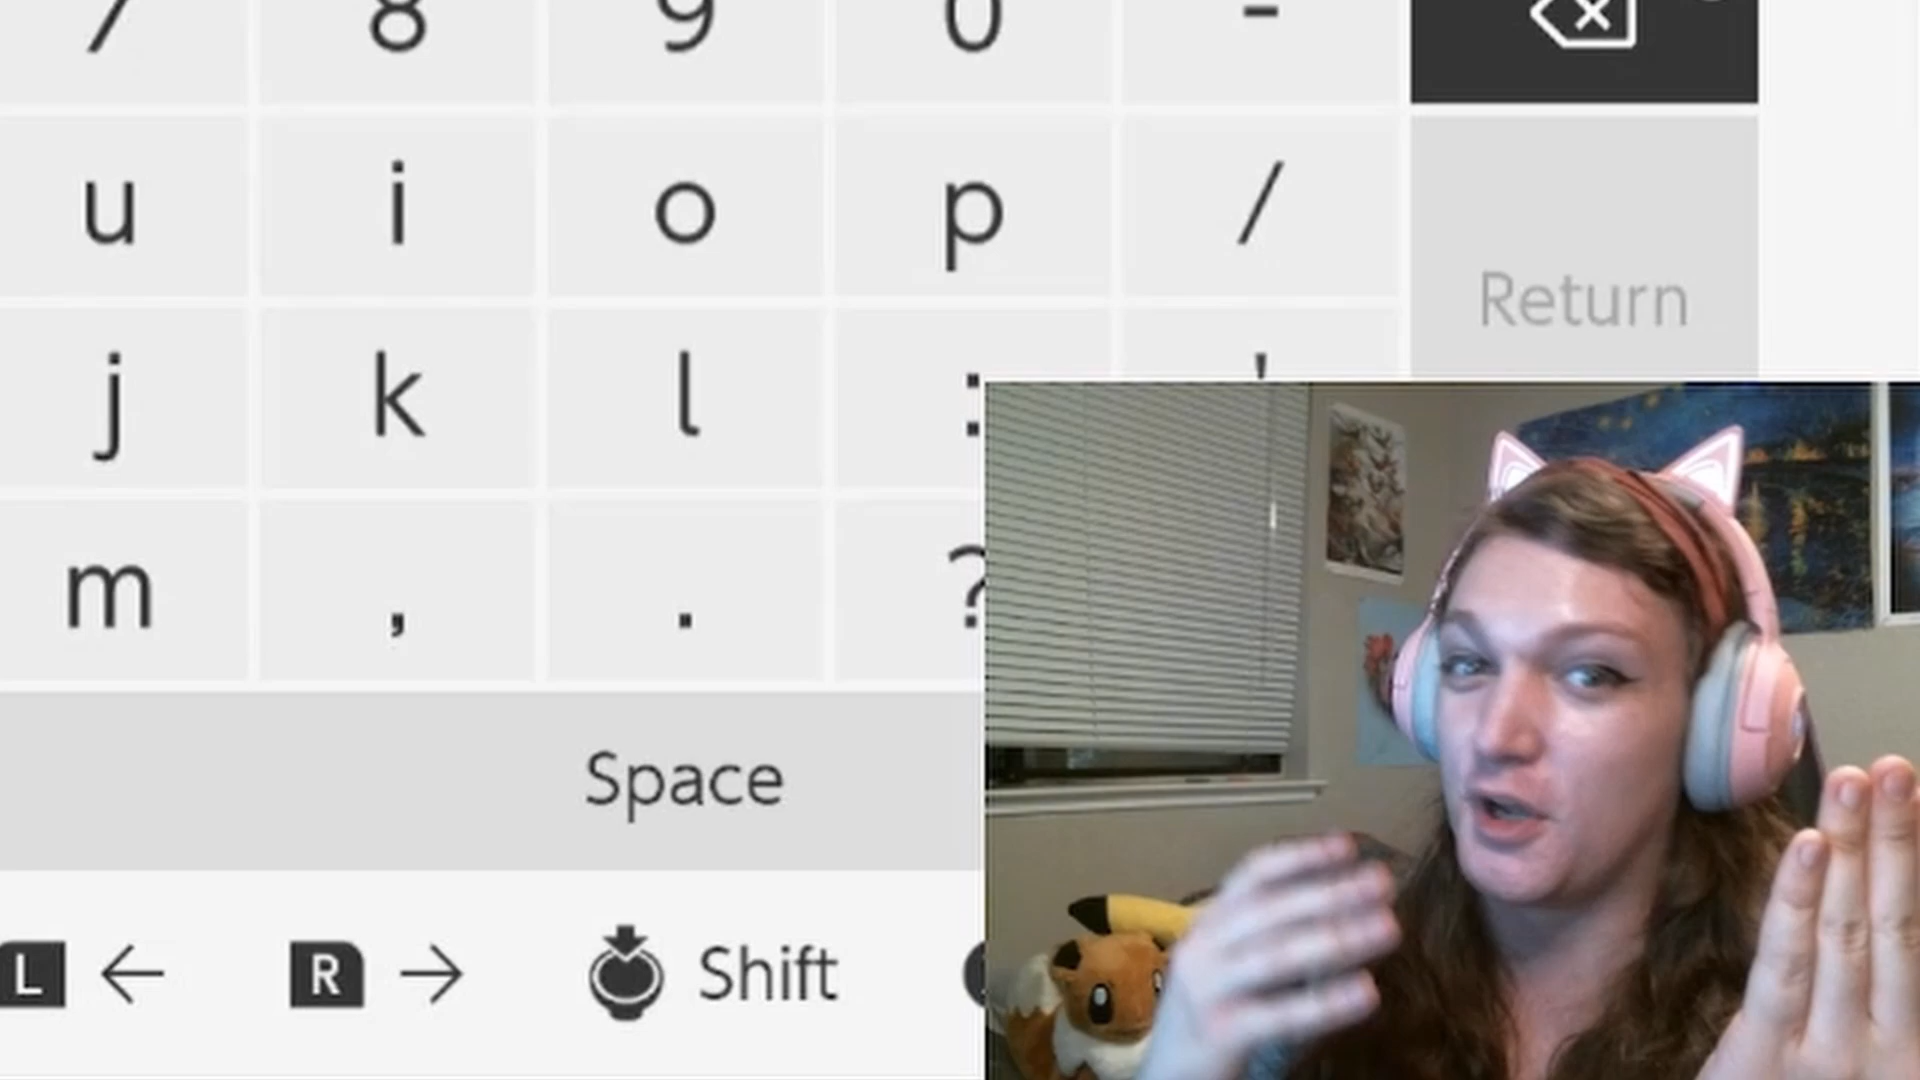 7 8 9 0 -
u i o p /
Return
j k l : '
m , . ?
Space
L ← R → Shift